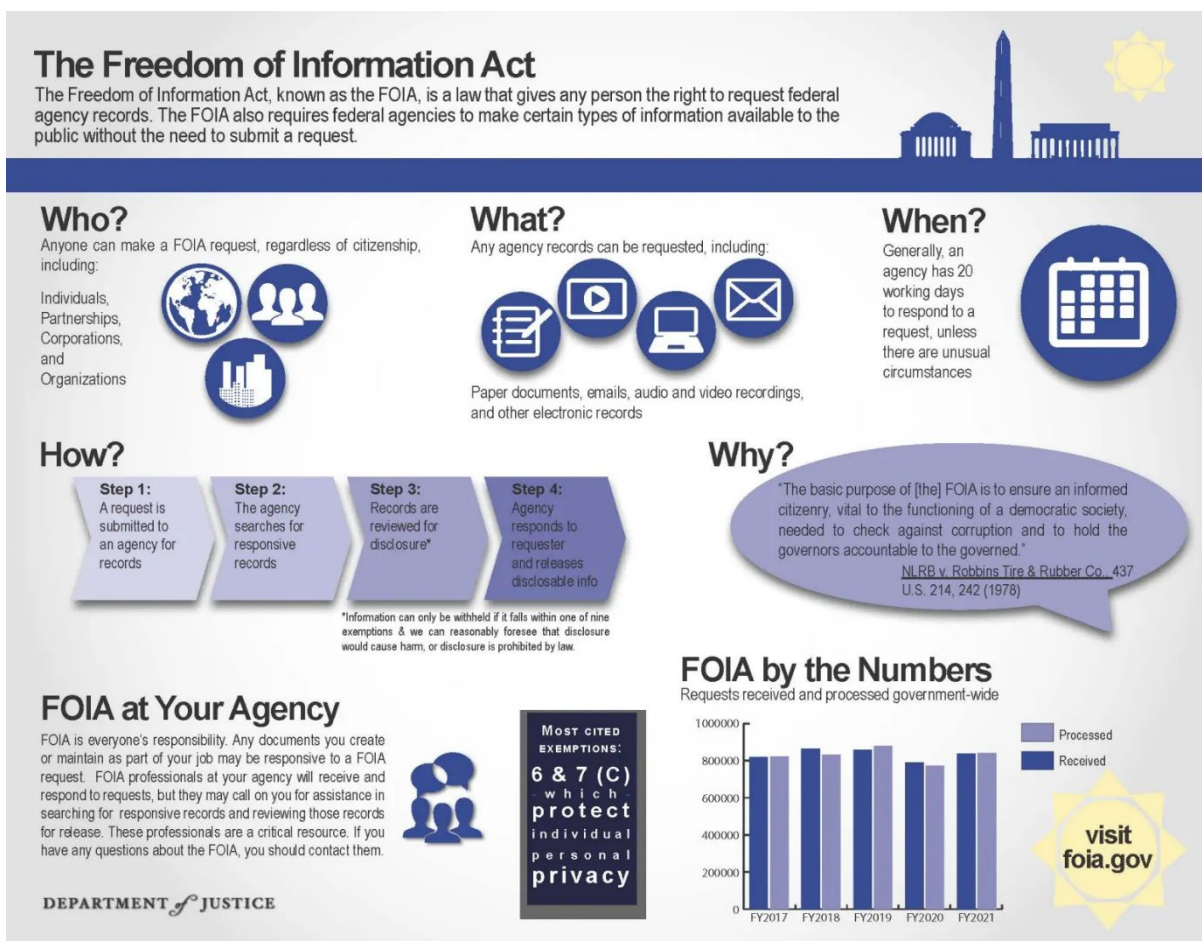 The Freedom of Information Act
The Freedom of Information Act, known as the FOIA, is a law that gives any person the right to request federal
agency records. The FOIA also requires federal agencies to make certain types of information available to the
public without the need to submit a request.
Who?
Anyone can make a FOIA request, regardless of citizenship,
including:
Individuals,
Partnerships,
Corporations,
and
Organizations
What?
Any agency records can be requested, including:
Paper documents, emails, audio and video recordings,
and other electronic records
When?
Generally, an
agency has 20
working days
to respond to a
request, unless
there are unusual
circumstances
How?
Step 1:
A request is
submitted to
an agency for
records
Step 2:
The agency
searches for
responsive
records
Step 3:
Records are
reviewed for
disclosure*
Step 4:
Agency
responds to
requester
and releases
disclosable info
*Information can only be withheld if it falls within one of nine
exemptions & we can reasonably foresee that disclosure
would cause harm, or disclosure is prohibited by law.
Why?
"The basic purpose of [the] FOIA is to ensure an informed
citizenry, vital to the functioning of a democratic society,
needed to check against corruption and to hold the
governors accountable to the governed."
NLRB v. Robbins Tire & Rubber Co., 437
U.S. 214, 242 (1978)
FOIA at Your Agency
FOIA is everyone's responsibility. Any documents you create
or maintain as part of your job may be responsive to a FOIA
request. FOIA professionals at your agency will receive and
respond to requests, but they may call on you for assistance in
searching for responsive records and reviewing those records
for release. These professionals are a critical resource. If you
have any questions about the FOIA, you should contact them.
DEPARTMENT of JUSTICE
MOST CITED
EXEMPTIONS:
6 & 7 (C)
- which -
protect
individual
personal
privacy
FOIA by the Numbers
Requests received and processed government-wide
1000000
800000
600000
400000
200000
0
FY2017 FY2018 FY2019 FY2020 FY2021
Processed
Received
visit
foia.gov